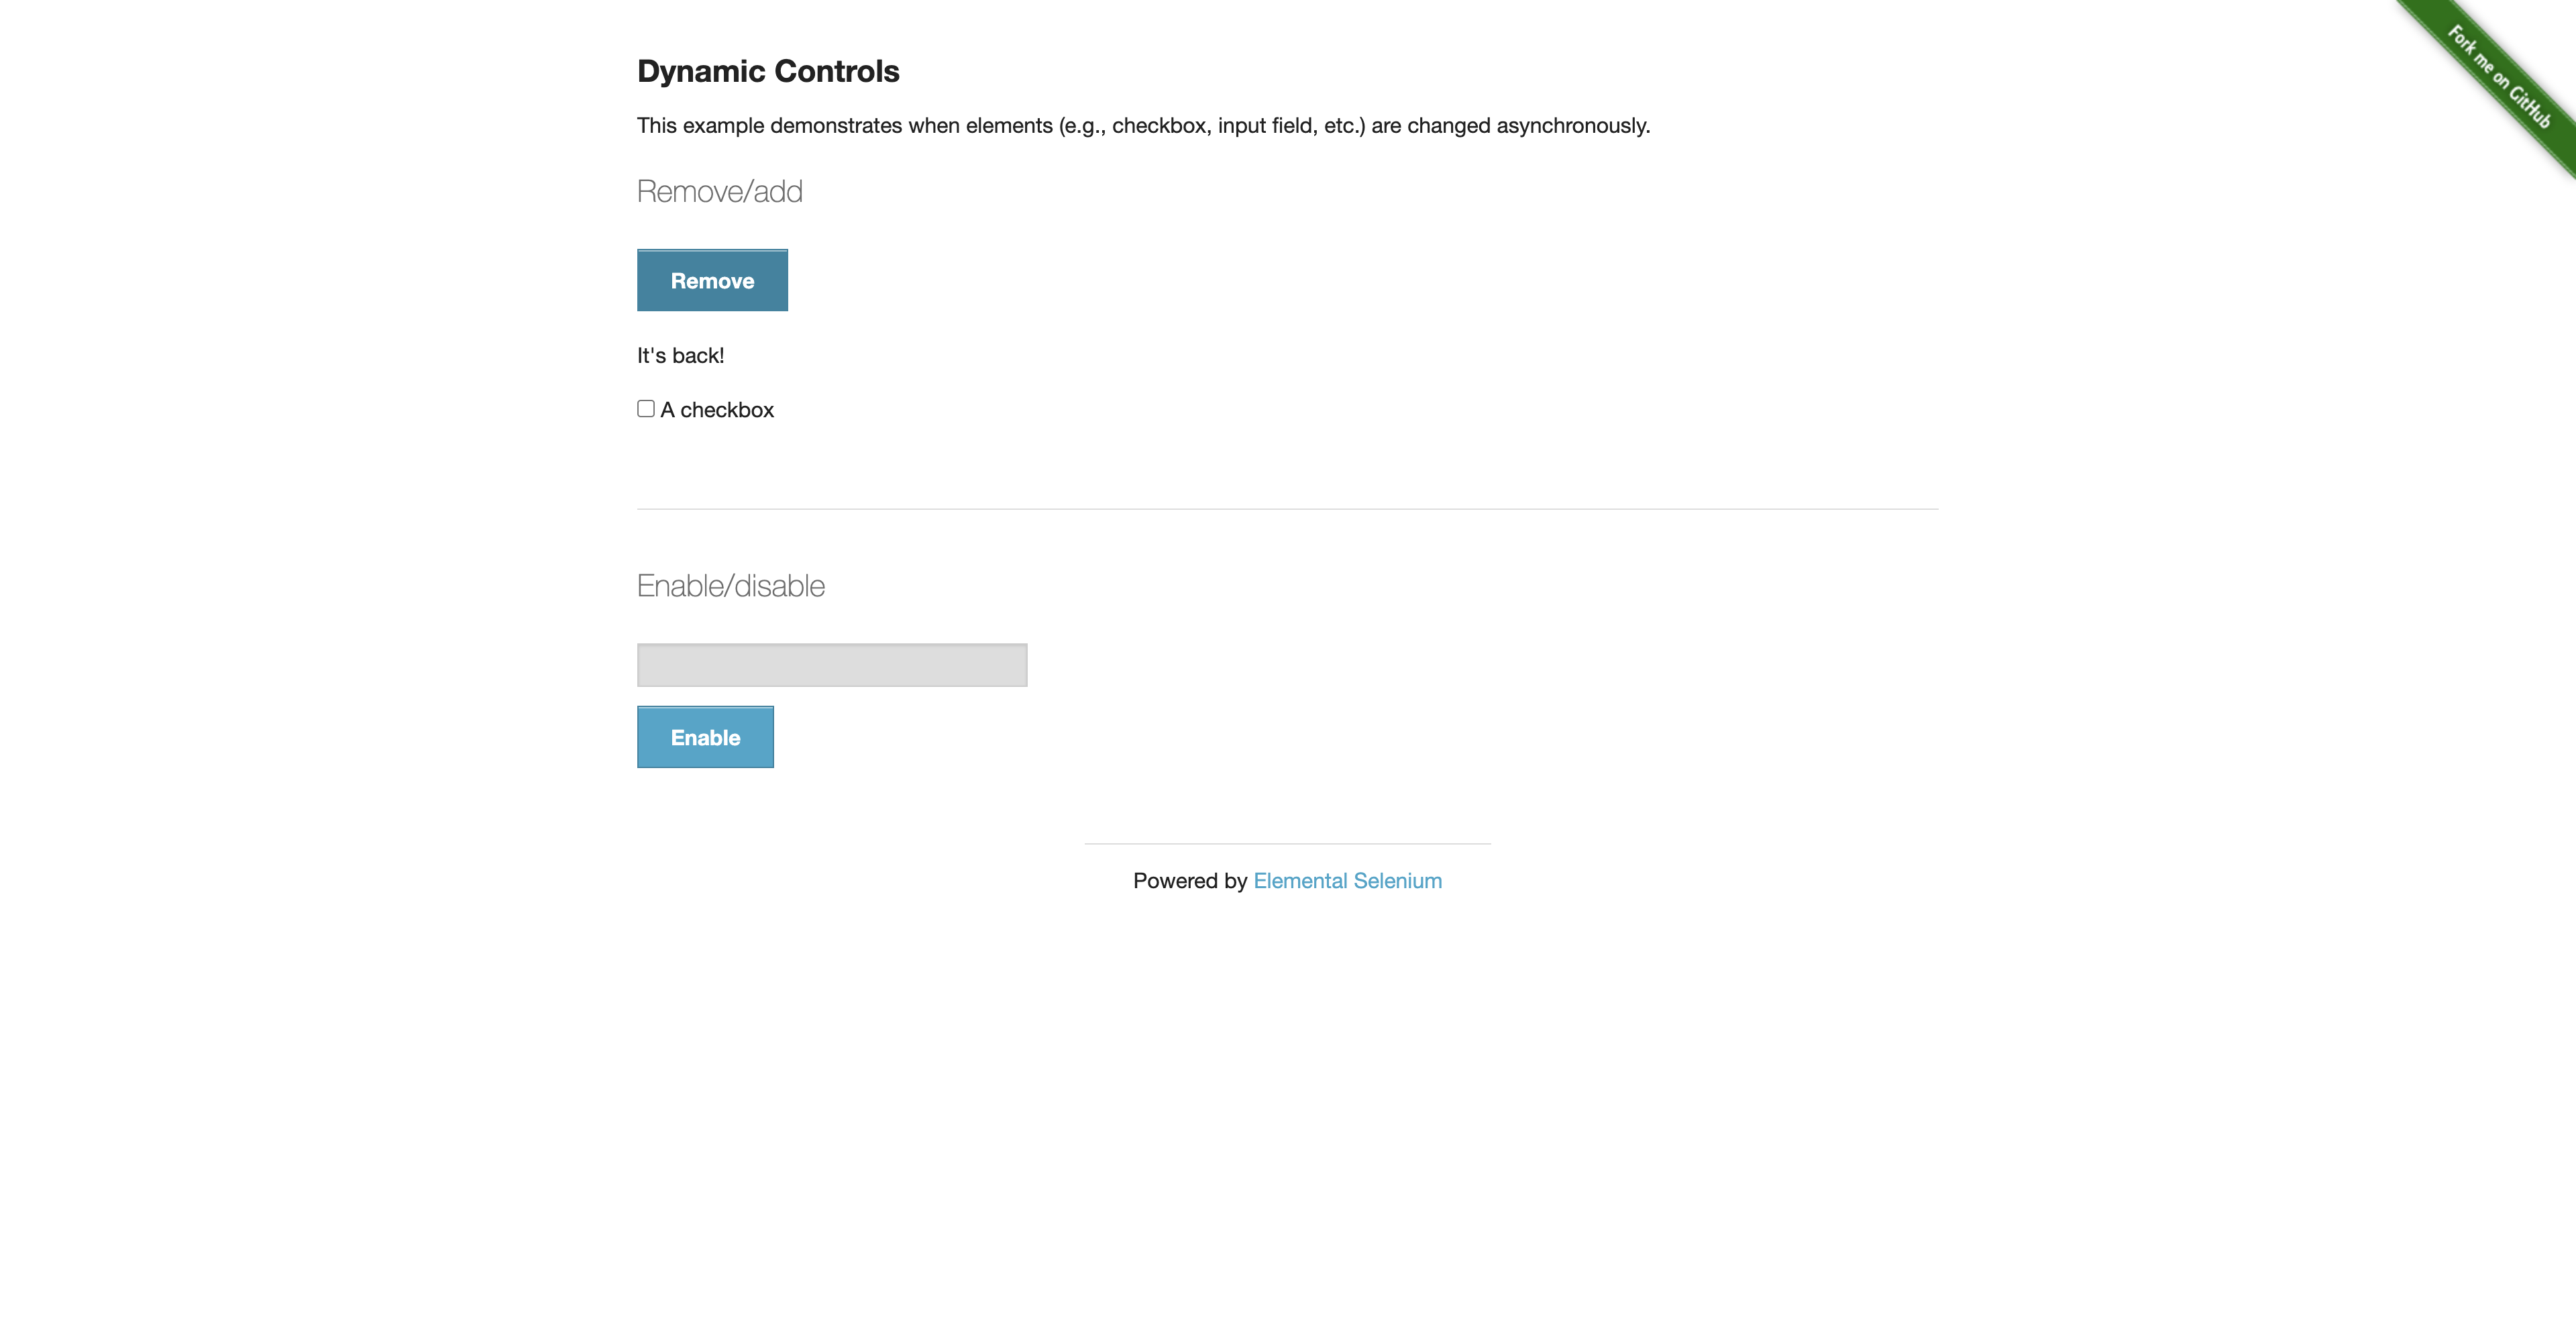 Fork me on GitHub
Dynamic Controls
This example demonstrates when elements (e.g., checkbox, input field, etc.) are changed asynchronously.
Remove/add
Remove
It's back!
A checkbox
Enable/disable
Enable
Powered by Elemental Selenium